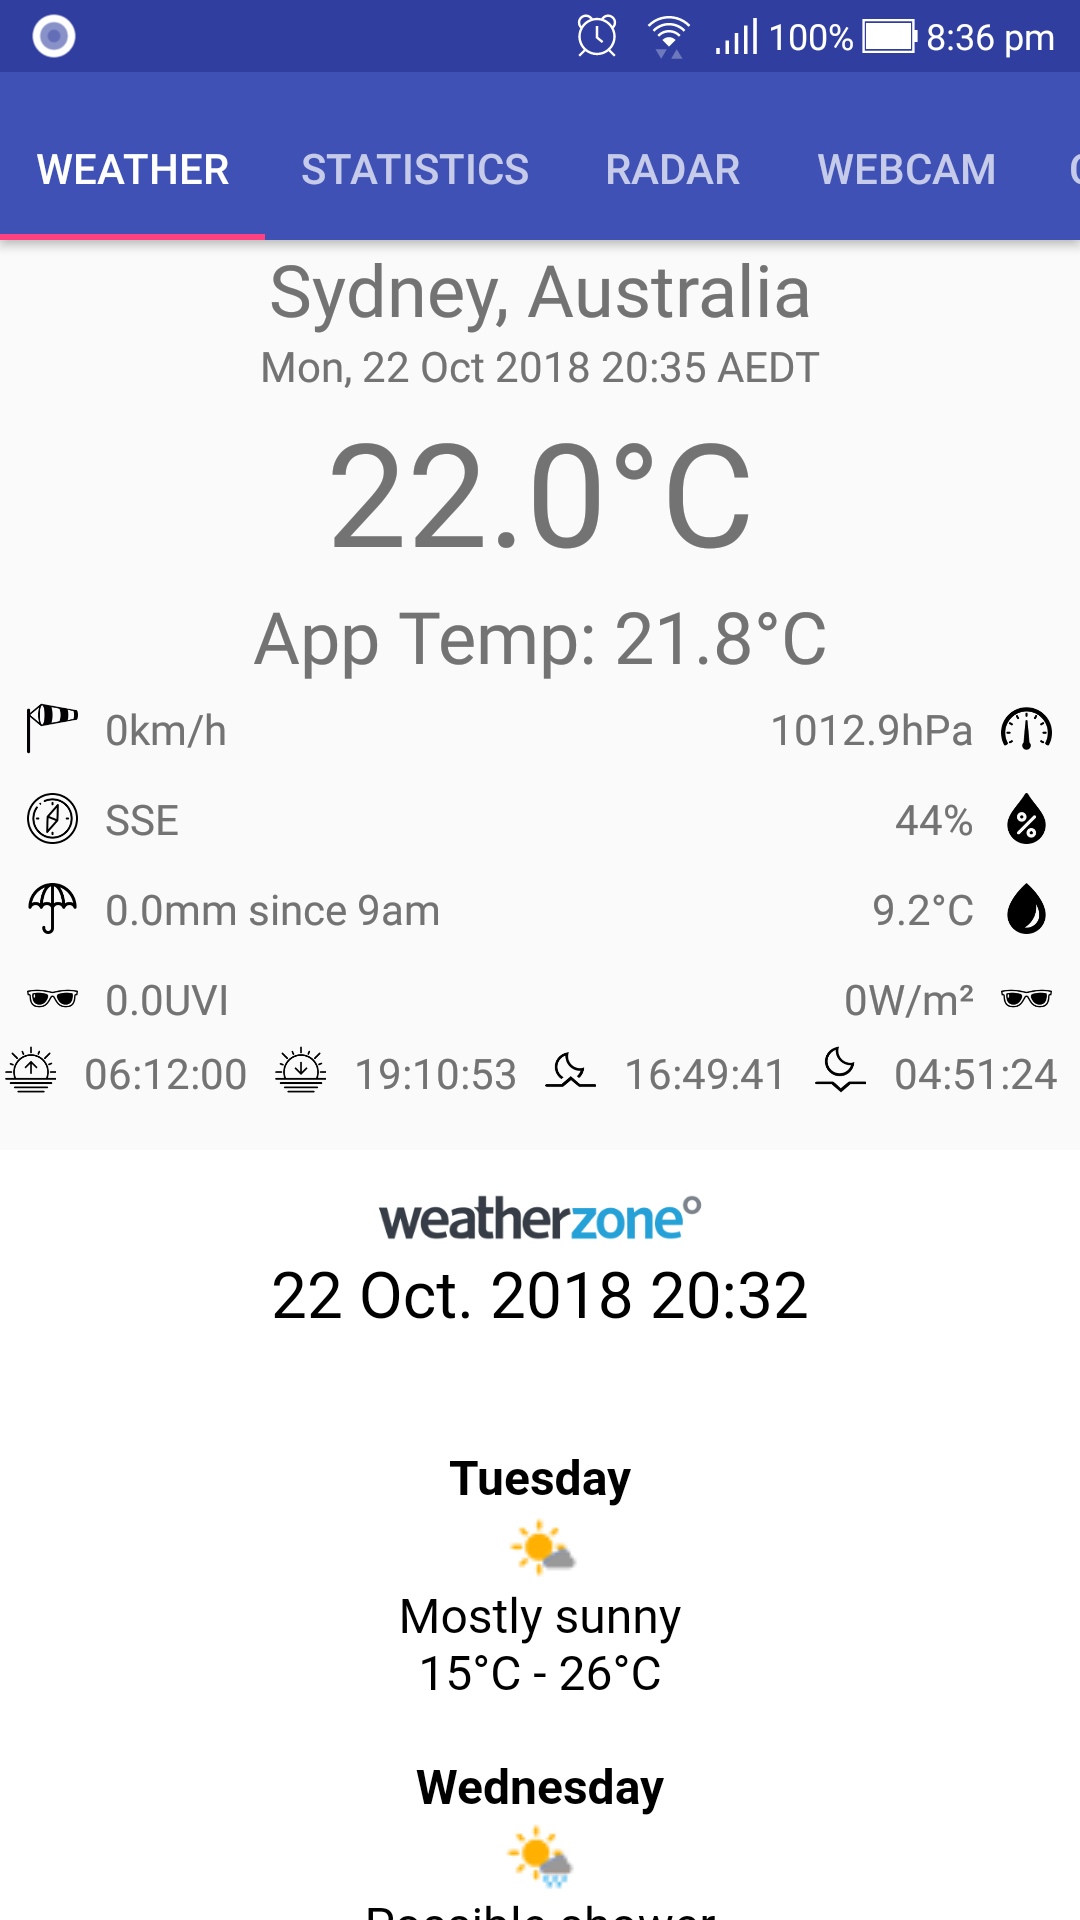 100% 8:36 pm
WEATHER STATISTICS RADAR WEBCAM
Sydney, Australia
Mon, 22 Oct 2018 20:35 AEDT
22.0°C
App Temp: 21.8°C
0km/h 1012.9hPa
SSE 44%
0.0mm since 9am 9.2°C
0.0UVI 0W/m²
06:12:00 19:10:53 16:49:41 04:51:24
weatherzone°
22 Oct. 2018 20:32
Tuesday
Mostly sunny
15°C - 26°C
Wednesday
Possible shower